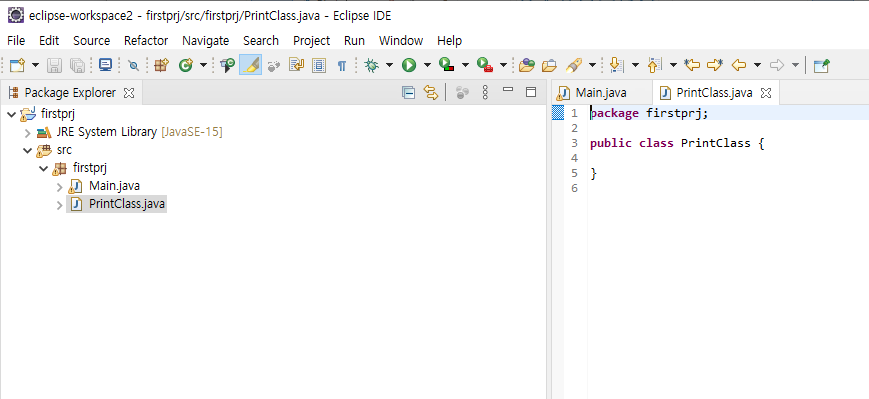 eclipse-workspace2 - firstprj/src/firstprj/PrintClass.java - Eclipse IDE
File Edit Source Refactor Navigate Search Project Run Window Help
Package Explorer
firstprj
JRE System Library [JavaSE-15]
src
firstprj
Main.java
PrintClass.java
Main.java PrintClass.java
1 package firstprj;
2
3 public class PrintClass {
4
5 }
6